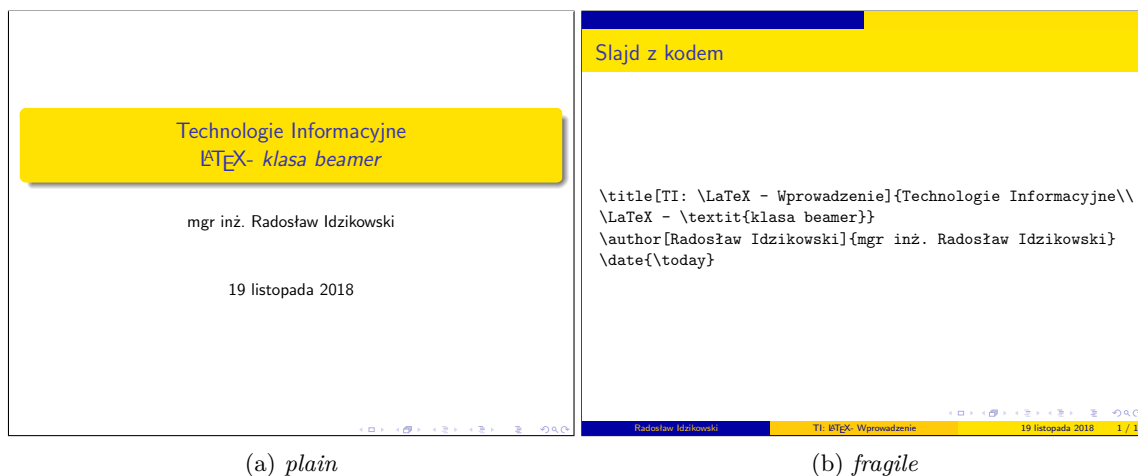 Technologie Informacyjne
LATEX- klasa beamer
mgr inż. Radosław Idzikowski
19 listopada 2018
(a) plain
Slajd z kodem
\title[TI: \LaTeX - Wprowadzenie]{Technologie Informacyjne\\
\LaTeX - \textit{klasa beamer}}
\author[Radosław Idzikowski]{mgr inż. Radosław Idzikowski}
\date{\today}
Radosław Idzikowski TI: LATEX- Wprowadzenie 19 listopada 2018 1 / 1
(b) fragile